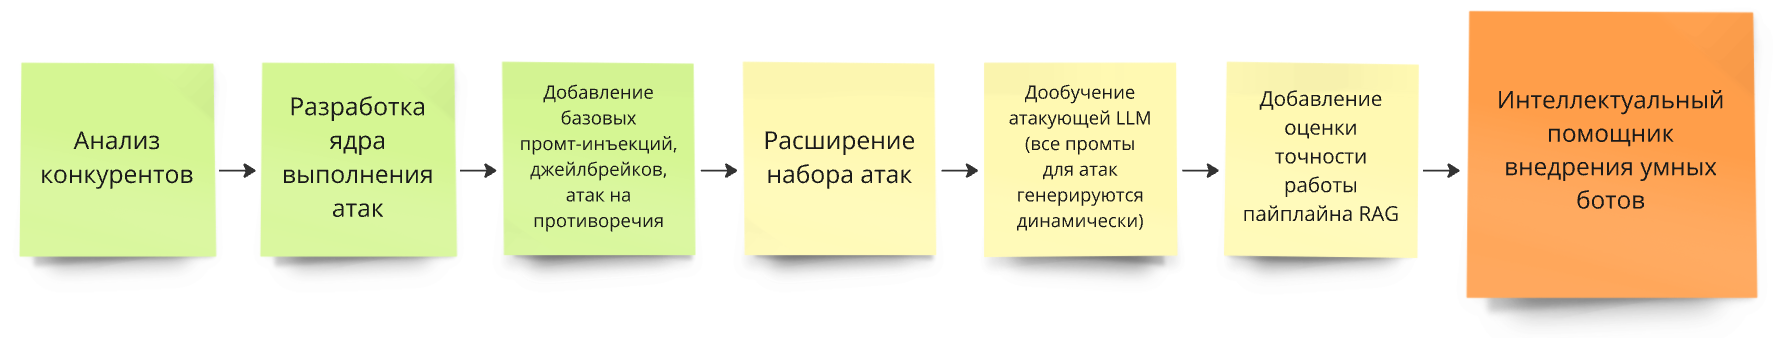 Анализ
конкурентов
Разработка
ядра
выполнения
атак
Добавление
базовых
промт-инъекций,
джейлбрейков,
атак на
противоречия
Расширение
набора атак
Дообучение
атакующей LLM
(все промты
для атак
генерируются
динамически)
Добавление
оценки
точности
работы
пайплайна RAG
Интеллектуальный
помощник
внедрения умных
ботов